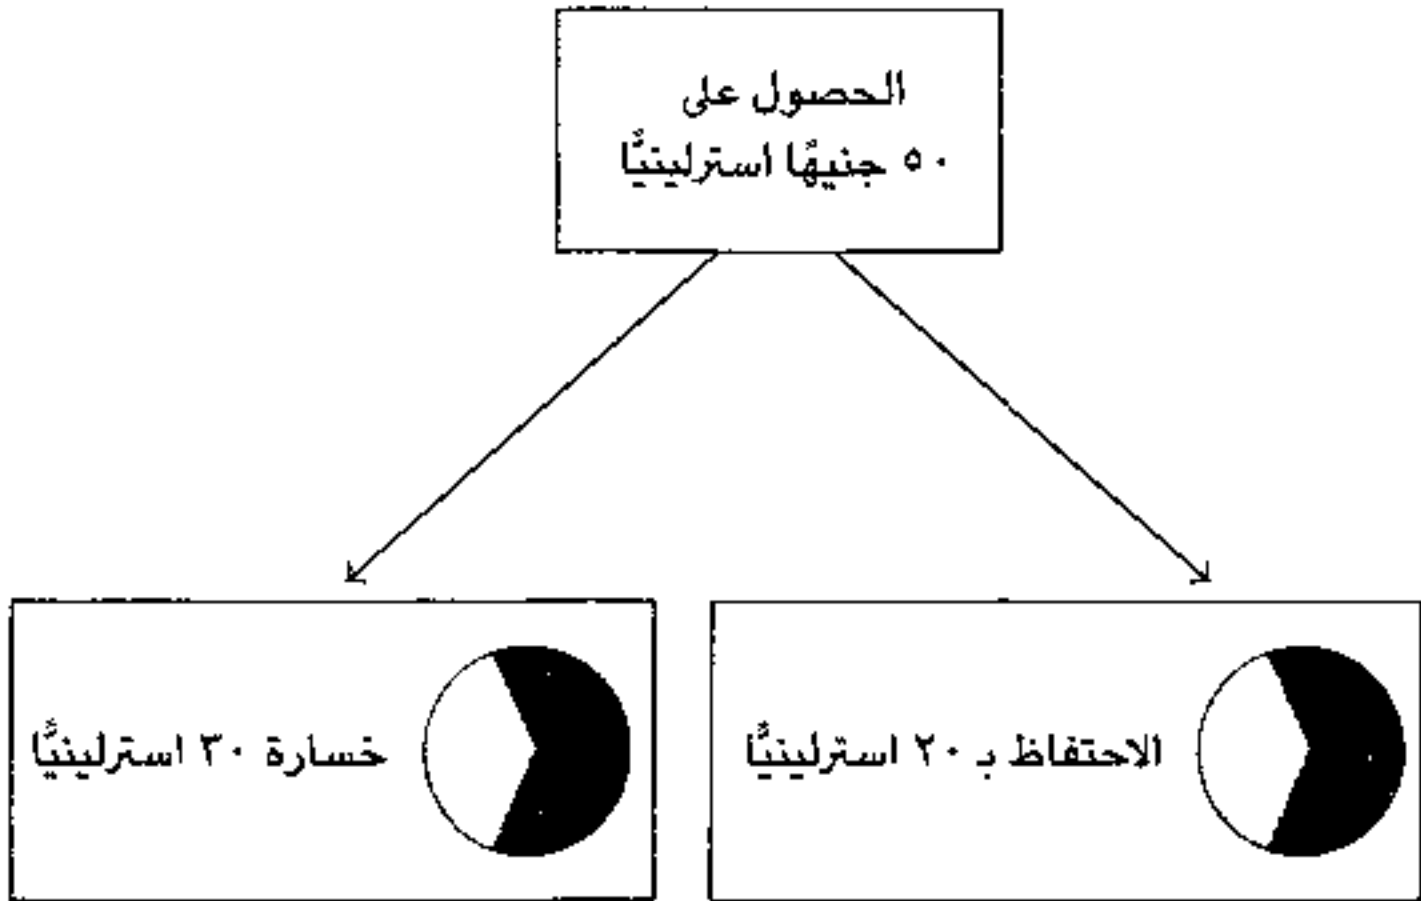 الحصول على
٥٠ جنيهًا استرلينيًّا
الاحتفاظ بـ ٢٠ استرلينيًّا
خسارة ٣٠ استرلينيًّا